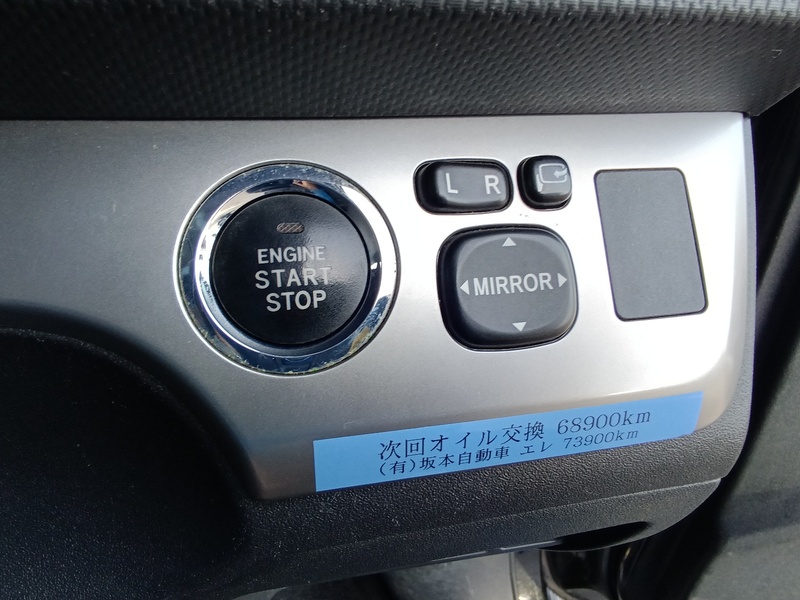 ENGINE
START
STOP
L R
MIRROR
次回オイル交換 68900km
(有)坂本自動車 エレ 73900km